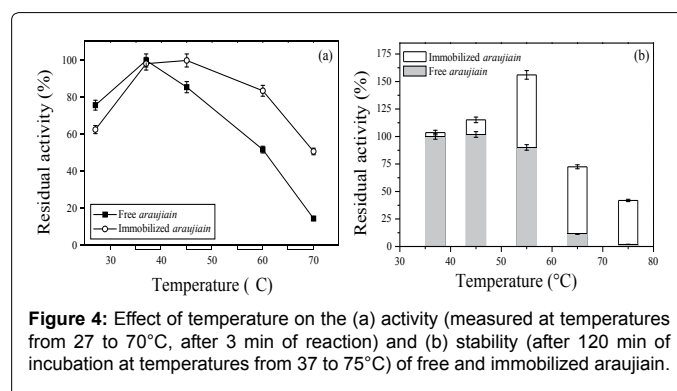 (a)
100
80
60
40
20
0
Residual activity (%)
Free araujiain
Immobilized araujiain
30
40
50
60
70
Temperature ( C)
(b)
175
150
125
100
75
50
25
0
Residual activity (%)
Immobilized araujiain
Free araujiain
30
40
50
60
70
80
Temperature (°C)
Figure 4: Effect of temperature on the (a) activity (measured at temperatures
from 27 to 70°C, after 3 min of reaction) and (b) stability (after 120 min of
incubation at temperatures from 37 to 75°C) of free and immobilized araujiain.